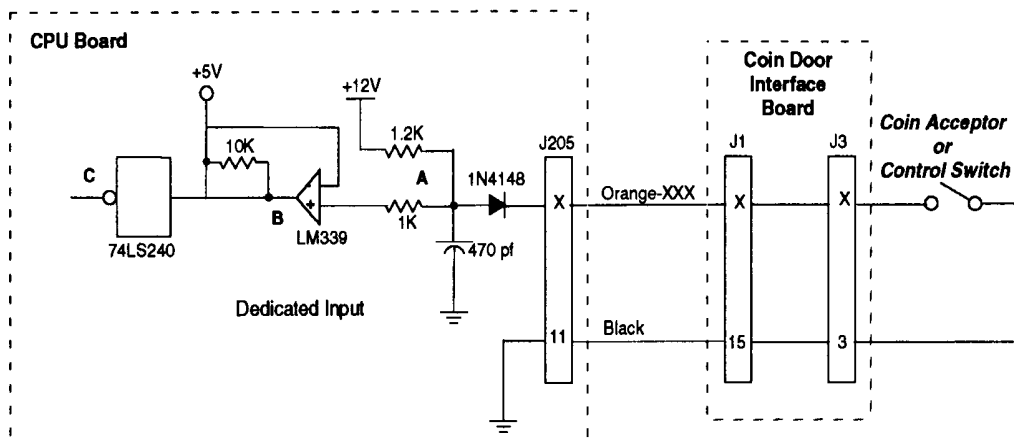 CPU Board
+5V
+12V
10K
1.2K
A
C
B
-
+
LM339
1K
74LS240
470 pf
1N4148
Dedicated Input
J205
X
11
Orange-XXX
Black
Coin Door
Interface
Board
J1
X
15
J3
X
3
Coin Acceptor
or
Control Switch